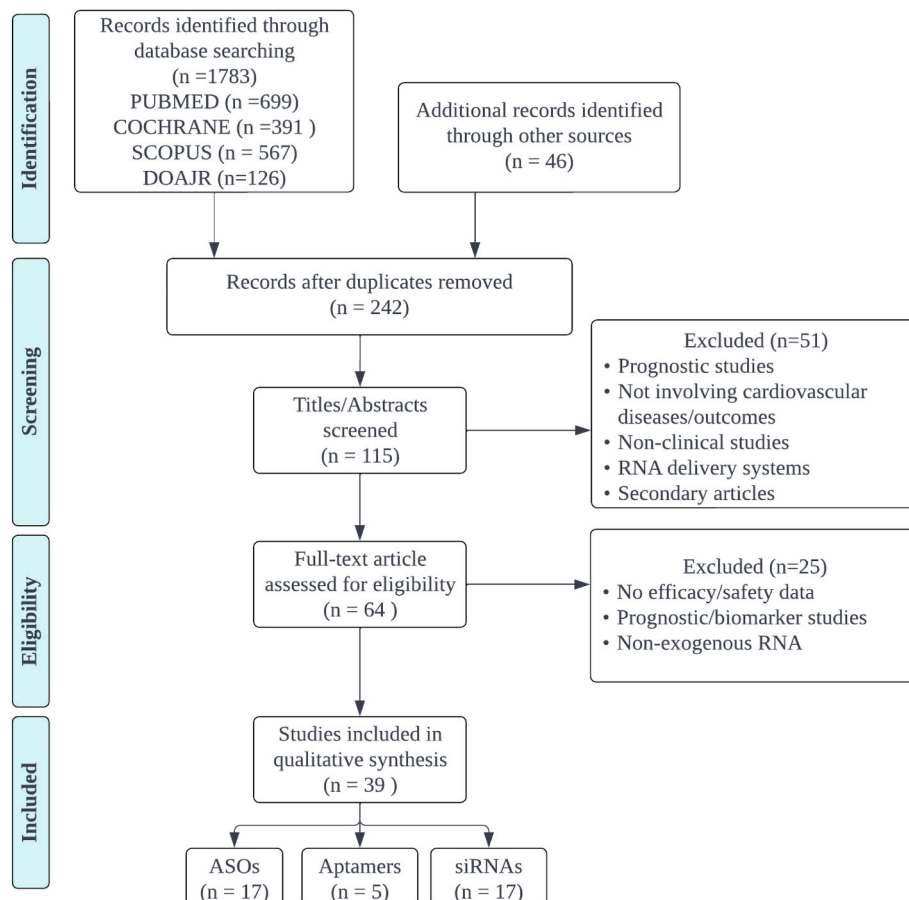 Identification
Records identified through
database searching
(n =1783)
PUBMED (n =699)
COCHRANE (n =391 )
SCOPUS (n = 567)
DOAJR (n=126)
Additional records identified
through other sources
(n = 46)
Screening
Records after duplicates removed
(n = 242)
Titles/Abstracts
screened
(n = 115)
Excluded (n=51)
• Prognostic studies
• Not involving cardiovascular
diseases/outcomes
• Non-clinical studies
• RNA delivery systems
• Secondary articles
Eligibility
Full-text article
assessed for eligibility
(n = 64 )
Excluded (n=25)
• No efficacy/safety data
• Prognostic/biomarker studies
• Non-exogenous RNA
Included
Studies included in
qualitative synthesis
(n = 39 )
ASOs
(n = 17)
Aptamers
(n = 5)
siRNAs
(n = 17)